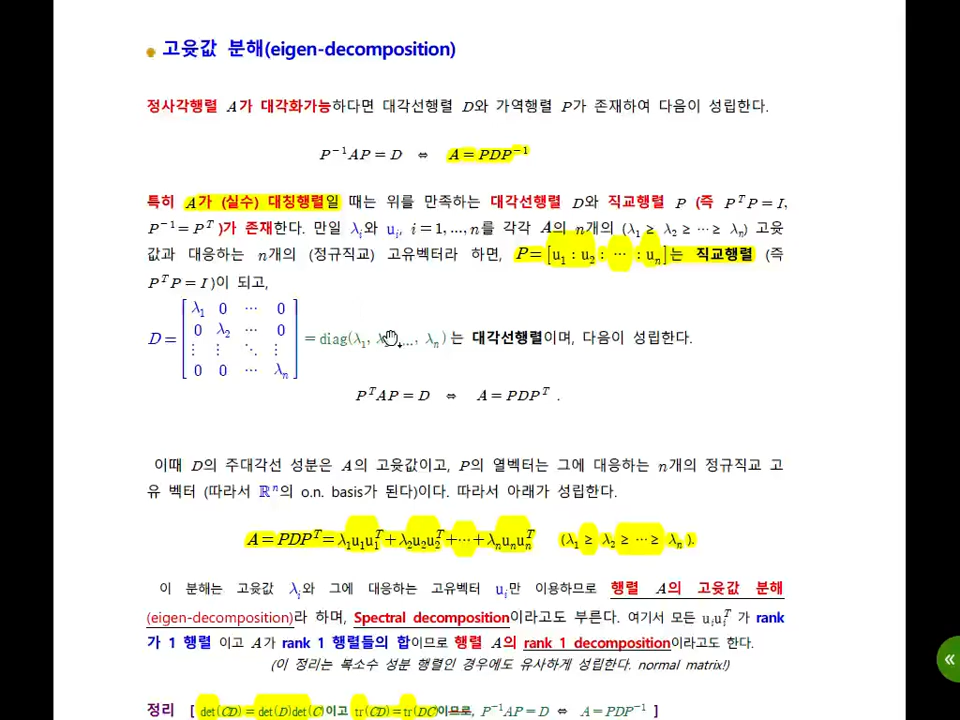 고윳값 분해(eigen-decomposition)
정사각행렬 A가 대각화가능하다면 대각선행렬 D와 가역행렬 P가 존재하여 다음이 성립한다.
P⁻¹AP = D ⇔ A = PDP⁻¹
특히 A가 (실수) 대칭행렬일 때는 위를 만족하는 대각선행렬 D와 직교행렬 P (즉 PᵀP = I,
P⁻¹ = Pᵀ)가 존재한다. 만일 λᵢ와 uᵢ, i = 1, ..., n를 각각 A의 n개의 (λ₁ ≥ λ₂ ≥ ⋯ ≥ λₙ) 고윳
값과 대응하는 n개의 (정규직교) 고유벡터라 하면, P = [u₁ : u₂ : ⋯ : uₙ]는 직교행렬 (즉
PᵀP = I)이 되고,
λ₁ 0 ⋯ 0
0 λ₂ ⋯ 0
D = = diag(λ₁, ..., λₙ)는 대각선행렬이며, 다음이 성립한다.
⋮ ⋮ ⋱ ⋮
0 0 ⋯ λₙ
PᵀAP = D ⇔ A = PDPᵀ .
이때 D의 주대각선 성분은 A의 고윳값이고, P의 열벡터는 그에 대응하는 n개의 정규직교 고
유 벡터 (따라서 ℝⁿ의 o.n. basis가 된다)이다. 따라서 아래가 성립한다.
A = PDPᵀ = λ₁u₁u₁ᵀ + λ₂u₂u₂ᵀ + ⋯ + λₙuₙuₙᵀ (λ₁ ≥ λ₂ ≥ ⋯ ≥ λₙ).
이 분해는 고윳값 λᵢ와 그에 대응하는 고유벡터 uᵢ만 이용하므로 행렬 A의 고윳값 분해
(eigen-decomposition)라 하며, Spectral decomposition이라고도 부른다. 여기서 모든 uᵢuᵢᵀ 가 rank
가 1 행렬 이고 A가 rank 1 행렬들의 합이므로 행렬 A의 rank 1 decomposition이라고도 한다.
(이 정리는 복소수 성분 행렬인 경우에도 유사하게 성립한다. normal matrix!)
정리 [ det(CD) = det(D)det(C)이고 tr(CD) = tr(DC)이므로, P⁻¹AP = D ⇔ A = PDP⁻¹ ]
«